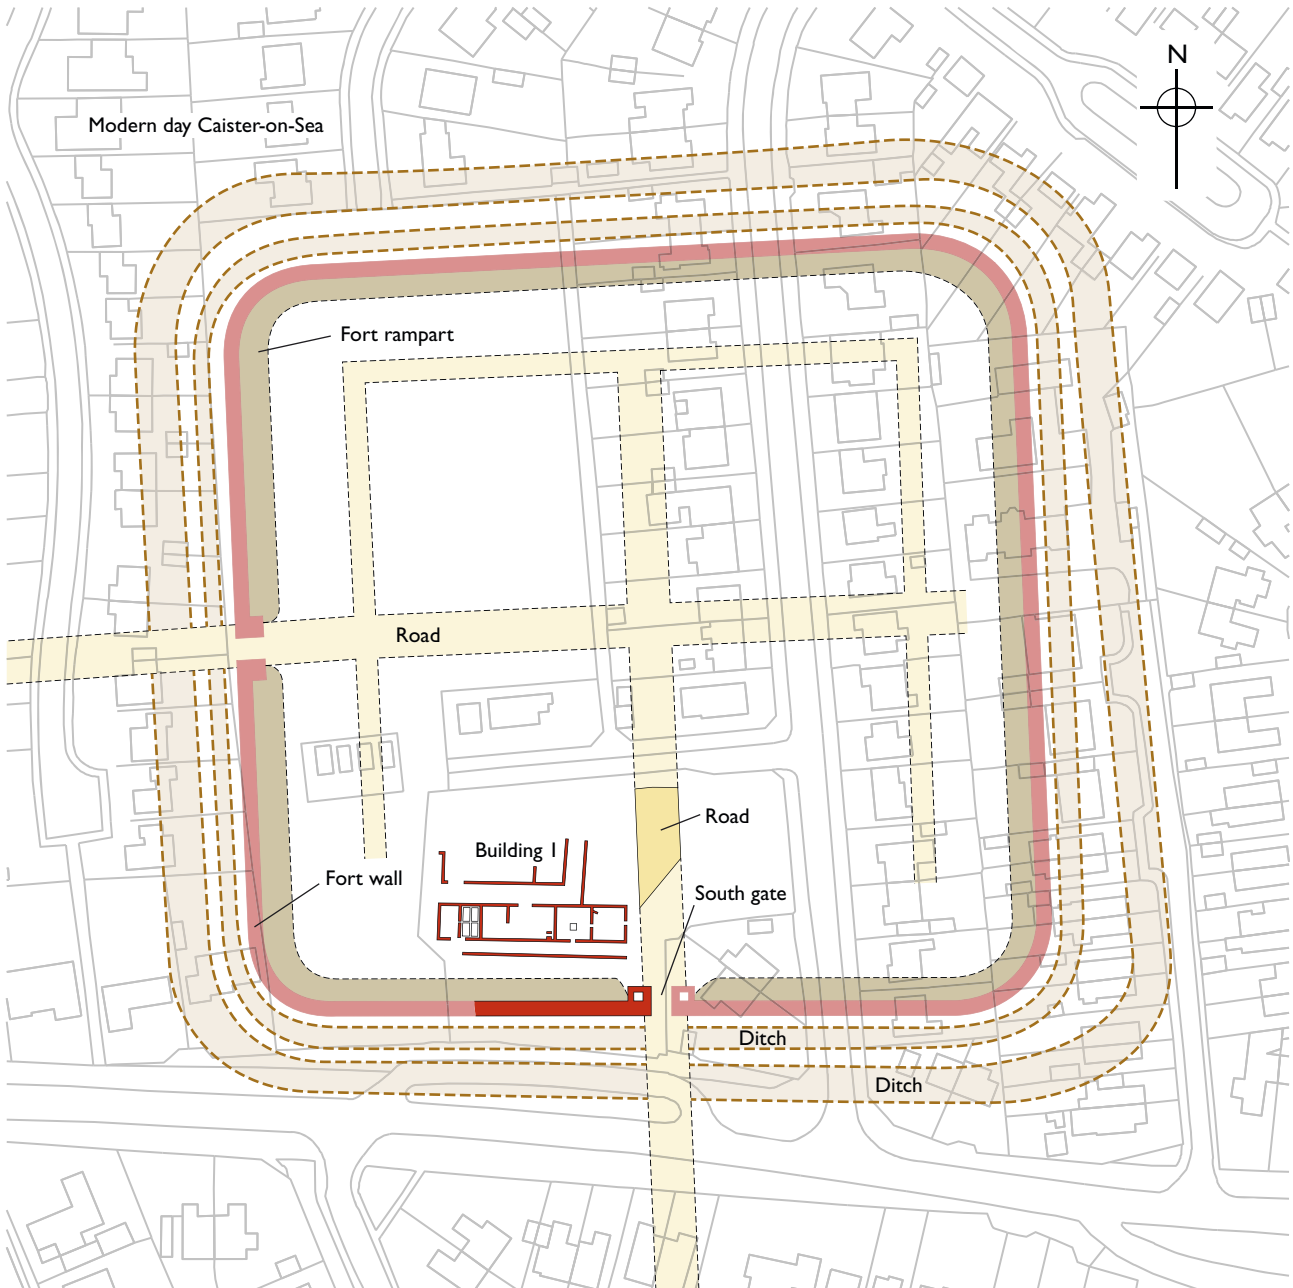 N
Modern day Caister-on-Sea
Fort rampart
Road
Road
Building 1
Fort wall
South gate
Ditch
Ditch